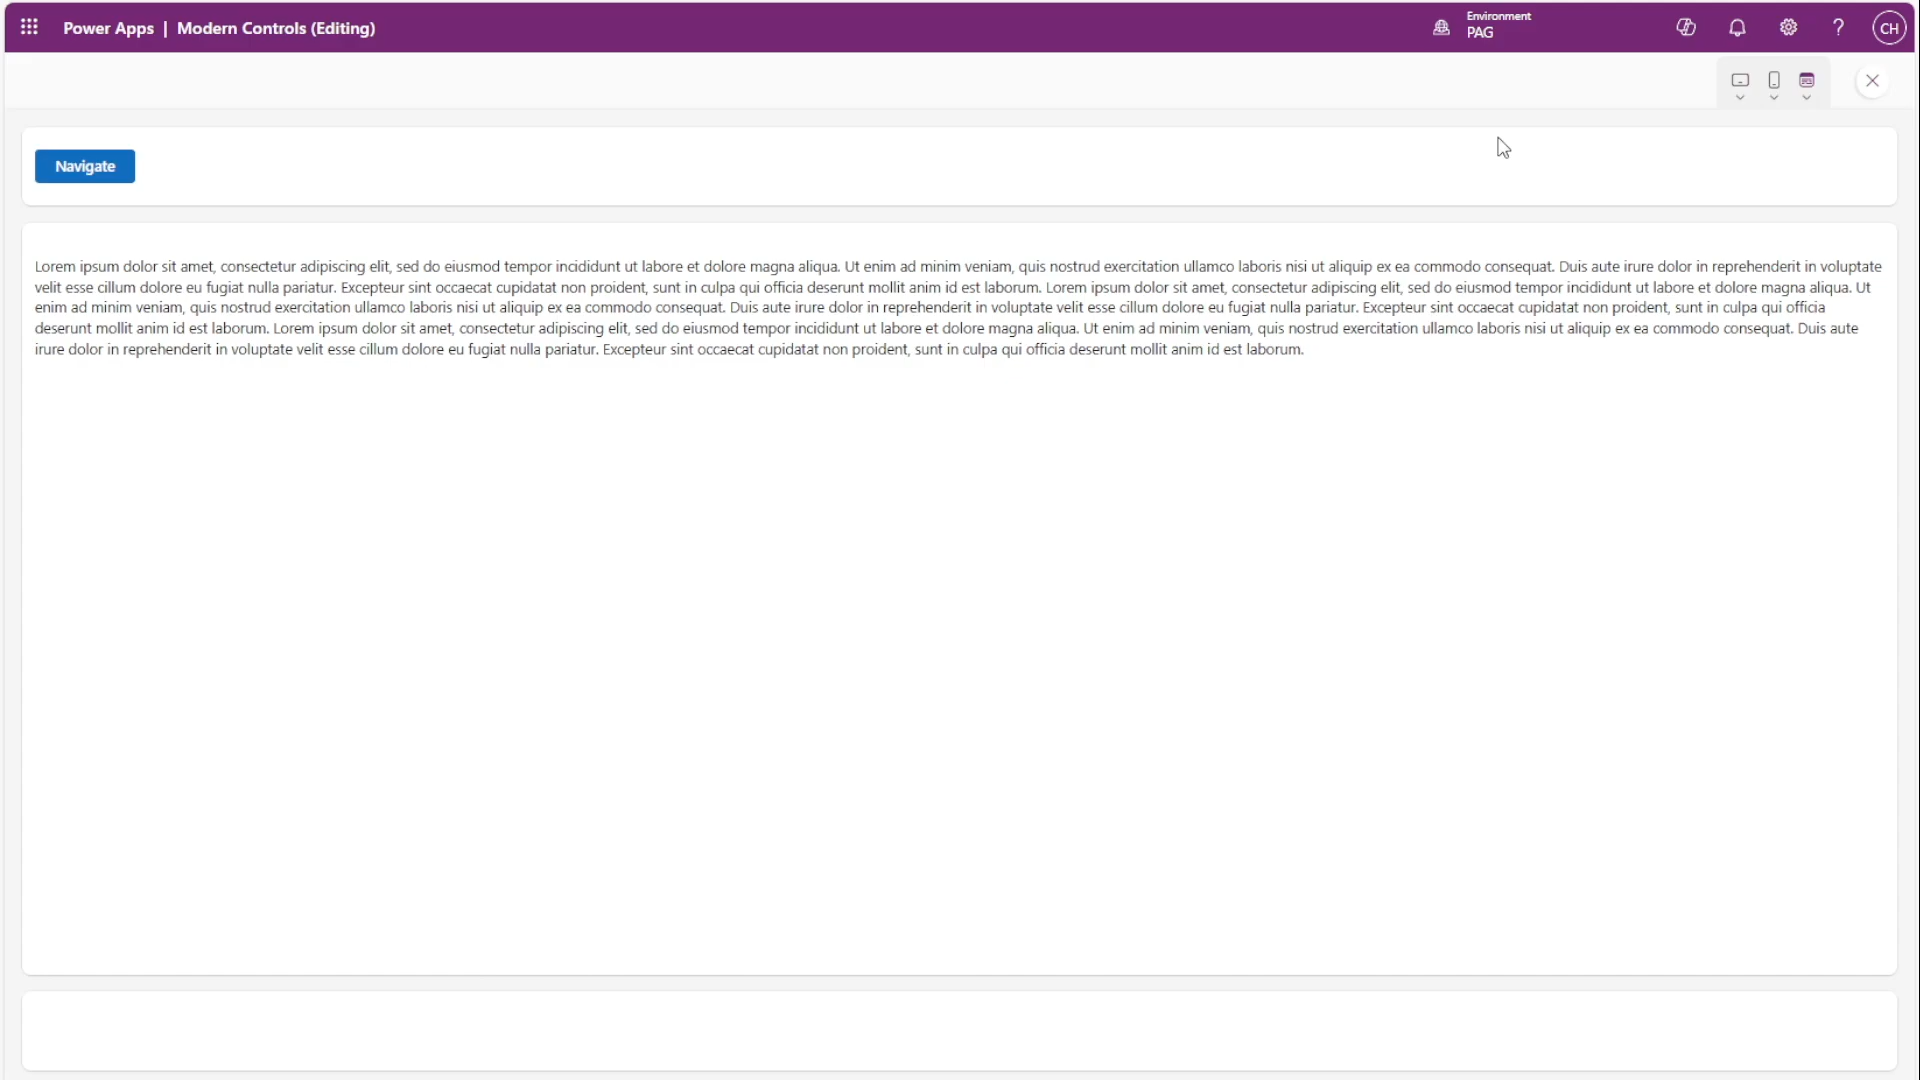 Power Apps | Modern Controls (Editing)
Environment
PAG
?
CH
Navigate
Lorem ipsum dolor sit amet, consectetur adipiscing elit, sed do eiusmod tempor incididunt ut labore et dolore magna aliqua. Ut enim ad minim veniam, quis nostrud exercitation ullamco laboris nisi ut aliquip ex ea commodo consequat. Duis aute irure dolor in reprehenderit in voluptate
velit esse cillum dolore eu fugiat nulla pariatur. Excepteur sint occaecat cupidatat non proident, sunt in culpa qui officia deserunt mollit anim id est laborum. Lorem ipsum dolor sit amet, consectetur adipiscing elit, sed do eiusmod tempor incididunt ut labore et dolore magna aliqua. Ut
enim ad minim veniam, quis nostrud exercitation ullamco laboris nisi ut aliquip ex ea commodo consequat. Duis aute irure dolor in reprehenderit in voluptate velit esse cillum dolore eu fugiat nulla pariatur. Excepteur sint occaecat cupidatat non proident, sunt in culpa qui officia
deserunt mollit anim id est laborum. Lorem ipsum dolor sit amet, consectetur adipiscing elit, sed do eiusmod tempor incididunt ut labore et dolore magna aliqua. Ut enim ad minim veniam, quis nostrud exercitation ullamco laboris nisi ut aliquip ex ea commodo consequat. Duis aute
irure dolor in reprehenderit in voluptate velit esse cillum dolore eu fugiat nulla pariatur. Excepteur sint occaecat cupidatat non proident, sunt in culpa qui officia deserunt mollit anim id est laborum.